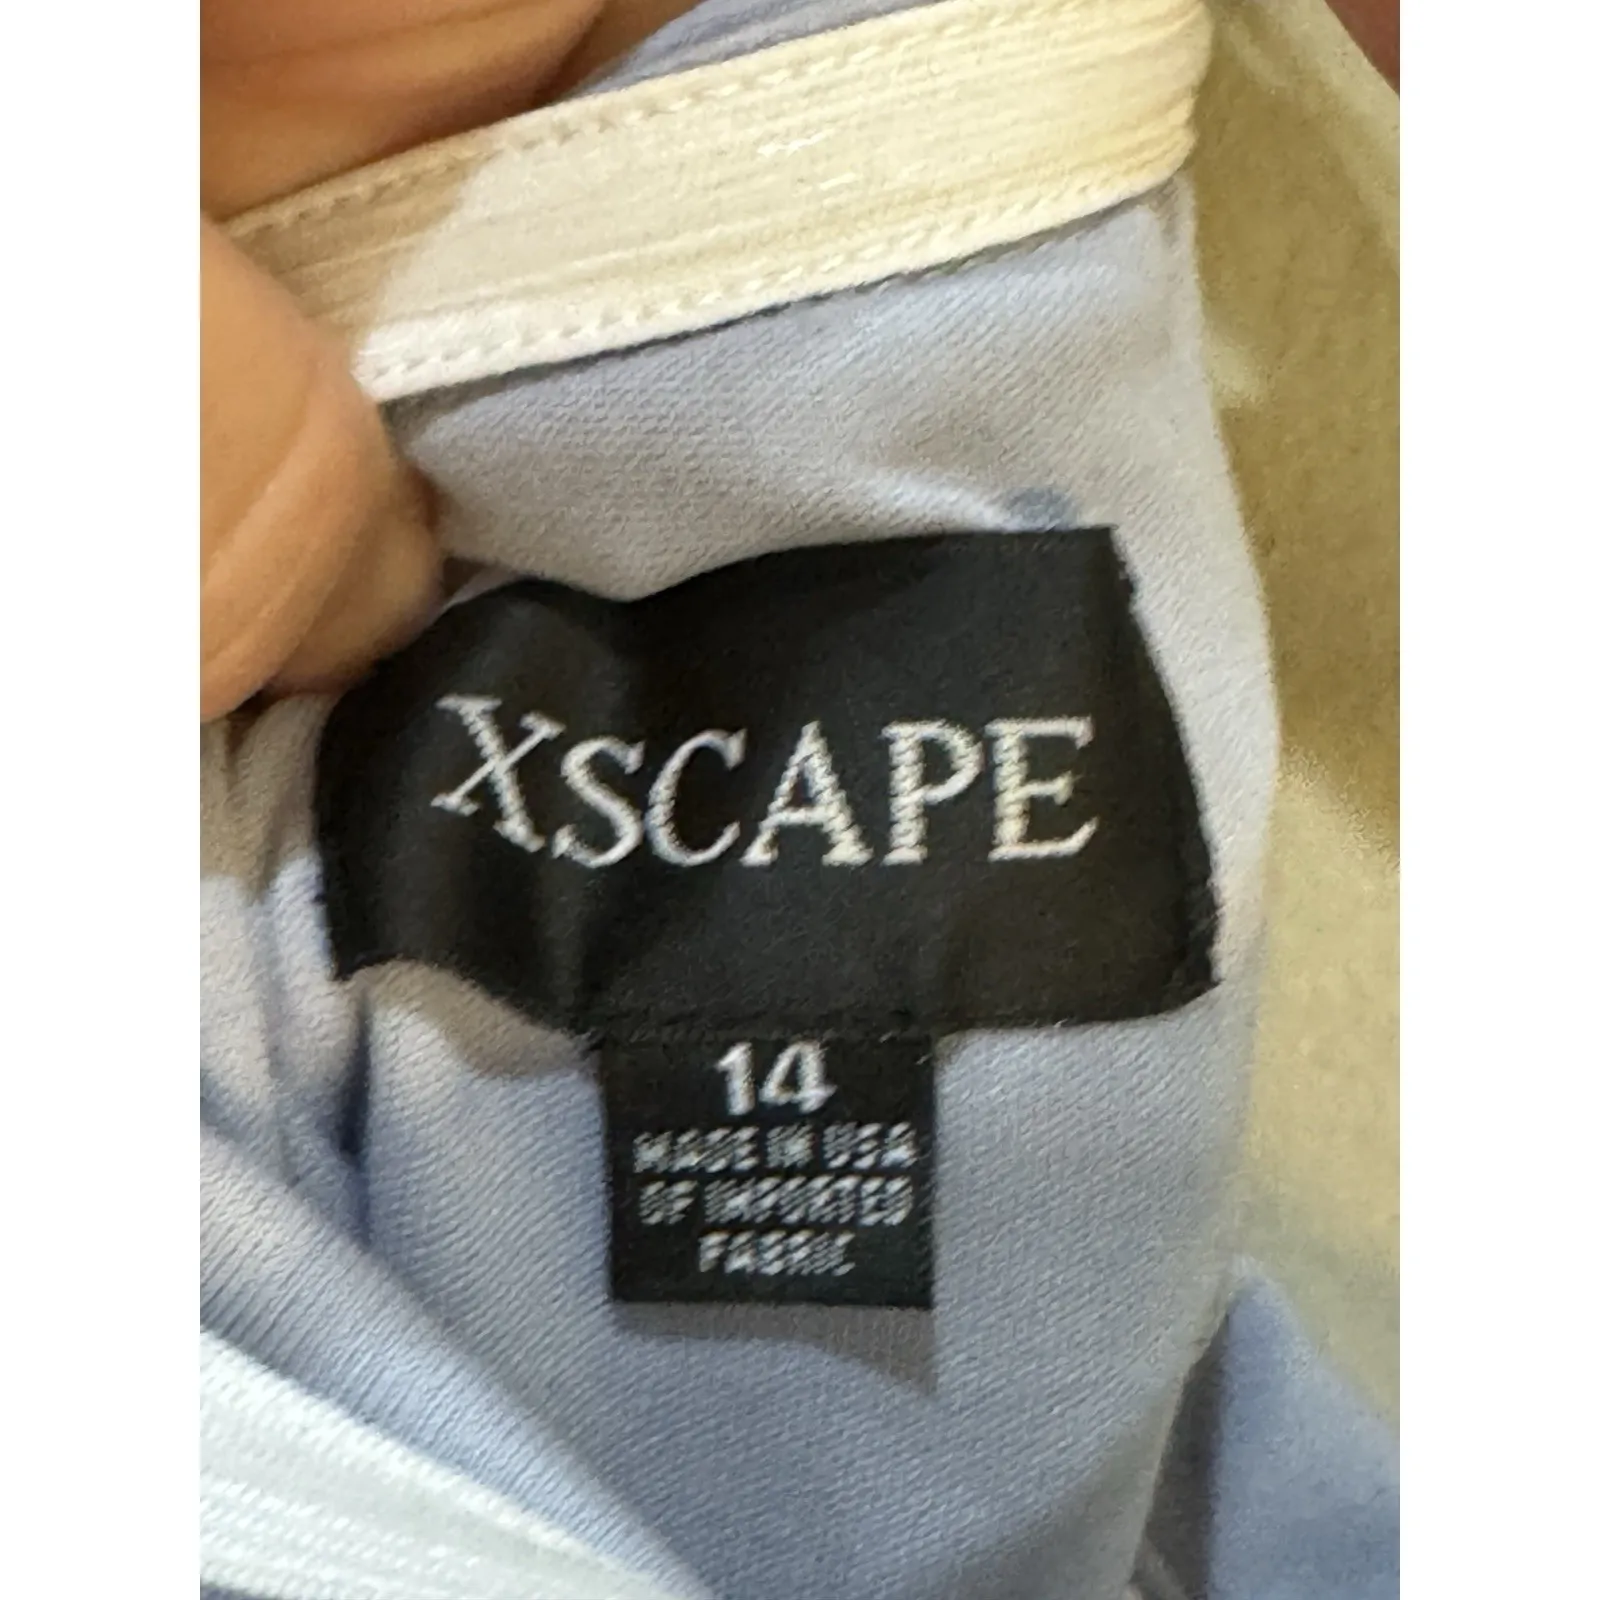 XSCAPE
14
MADE IN USA
OF IMPORTED
FABRIC